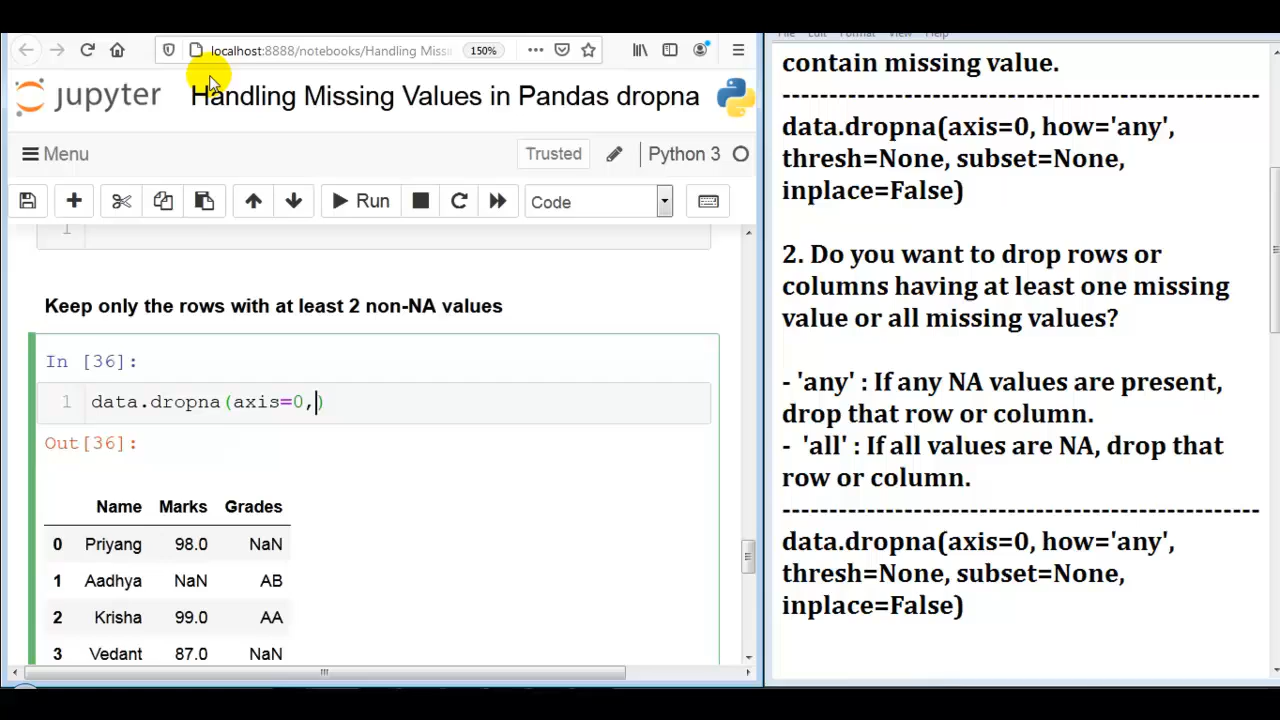 localhost:8888/notebooks/Handling Missi
150%
jupyter Handling Missing Values in Pandas dropna
Menu
Trusted
Python 3
Run
Code
1
Keep only the rows with at least 2 non-NA values
In [36]:
1 data.dropna(axis=0,)
Out[36]:
Name Marks Grades
0 Priyang 98.0 NaN
1 Aadhya NaN AB
2 Krisha 99.0 AA
3 Vedant 87.0 NaN
File Edit Format View Help
contain missing value.
------------------------------------------------
data.dropna(axis=0, how='any',
thresh=None, subset=None,
inplace=False)
2. Do you want to drop rows or
columns having at least one missing
value or all missing values?
- 'any' : If any NA values are present,
drop that row or column.
- 'all' : If all values are NA, drop that
row or column.
------------------------------------------------
data.dropna(axis=0, how='any',
thresh=None, subset=None,
inplace=False)